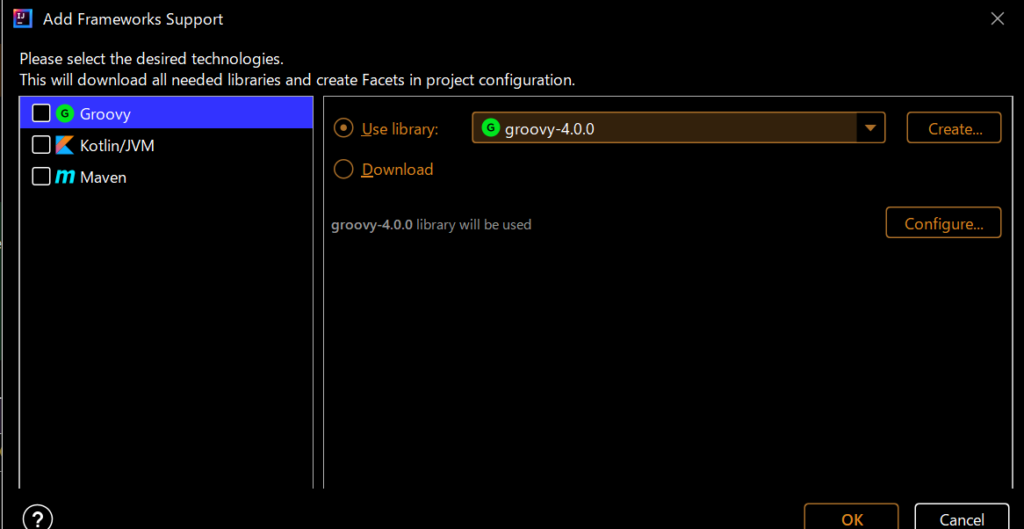 Add Frameworks Support
Please select the desired technologies.
This will download all needed libraries and create Facets in project configuration.
Groovy
Kotlin/JVM
Maven
Use library:
groovy-4.0.0
Create...
Download
groovy-4.0.0 library will be used
Configure...
?
OK
Cancel